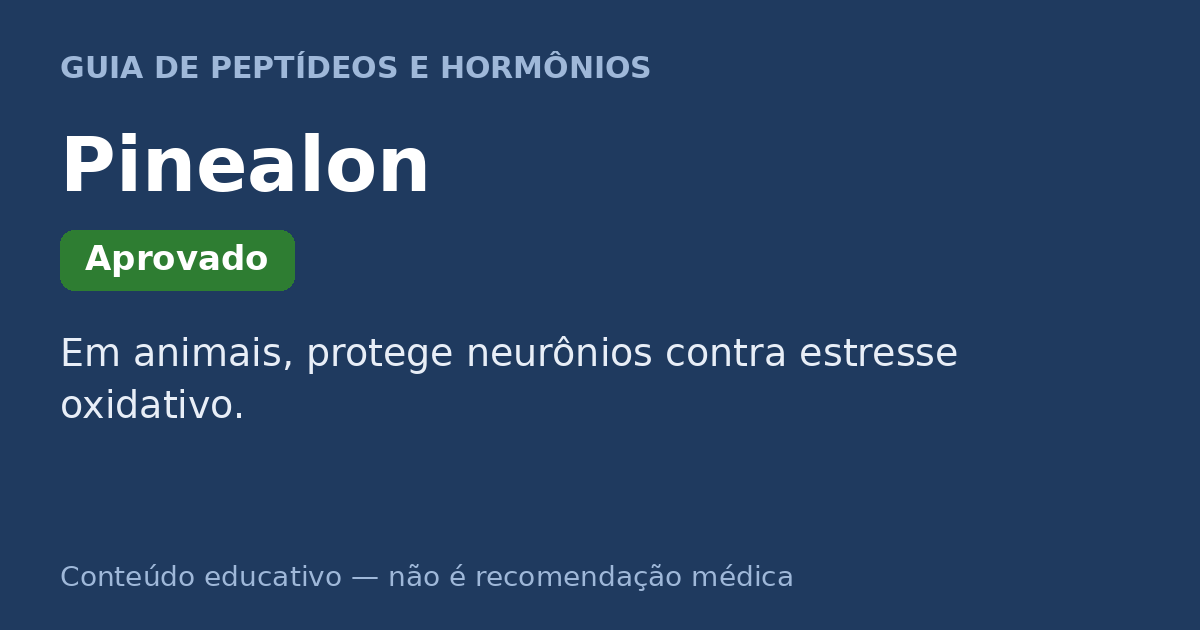 GUIA DE PEPTÍDEOS E HORMÔNIOS
Pinealon
Aprovado
Em animais, protege neurônios contra estresse
oxidativo.
Conteúdo educativo — não é recomendação médica